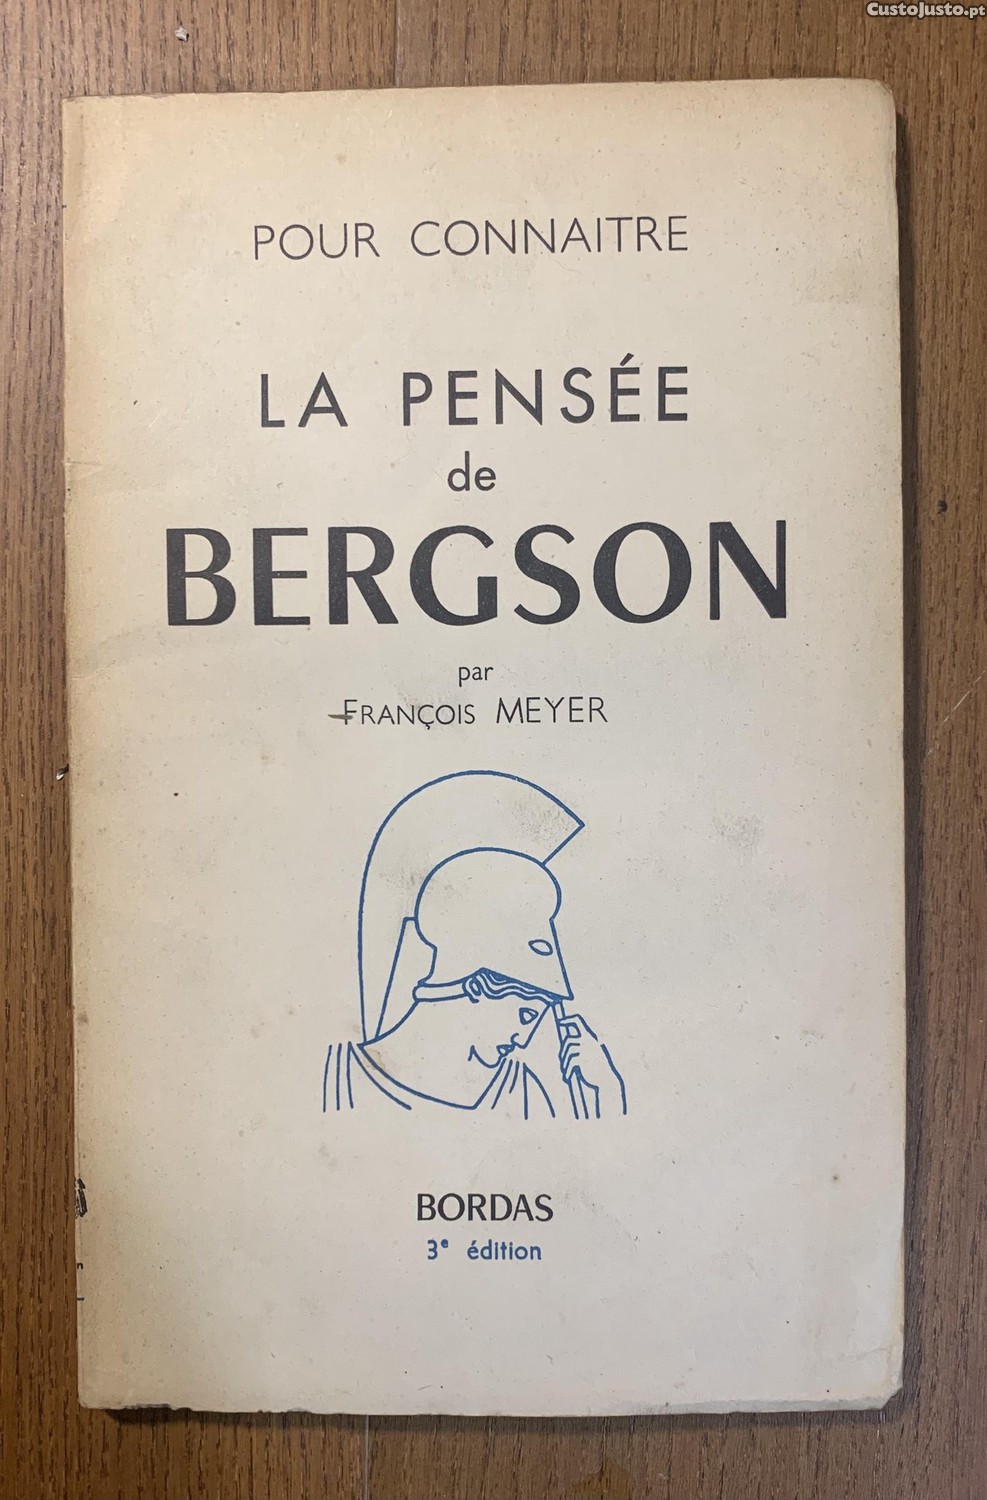 CustoJusto.pt
POUR CONNAITRE
LA PENSÉE
de
BERGSON
par
FRANÇOIS MEYER
BORDAS
3e édition